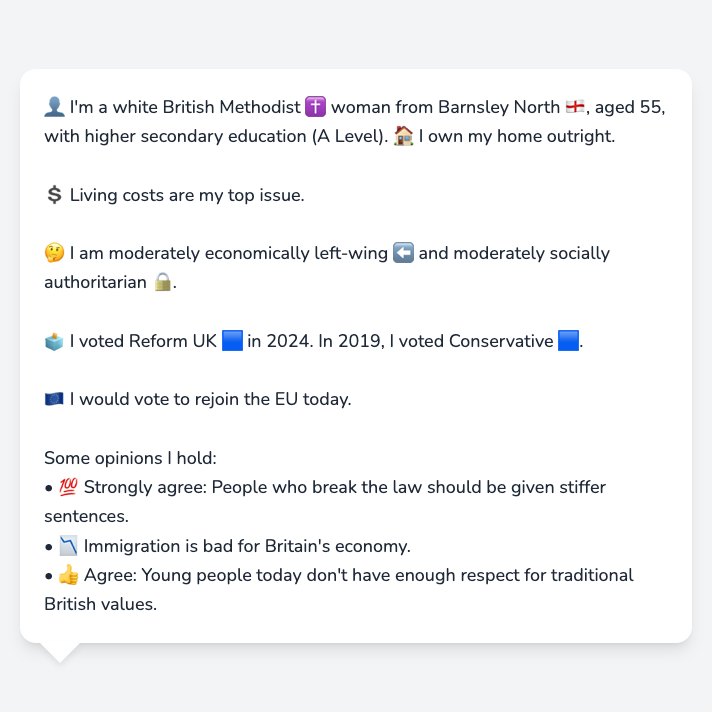 👤 I'm a white British Methodist ✝️ woman from Barnsley North 🏴󠁧󠁢󠁥󠁮󠁧󠁿, aged 55,
with higher secondary education (A Level). 🏠 I own my home outright.
💲 Living costs are my top issue.
🤔 I am moderately economically left-wing ⬅️ and moderately socially
authoritarian 🔒.
🗳️ I voted Reform UK 🟦 in 2024. In 2019, I voted Conservative 🟦.
🇪🇺 I would vote to rejoin the EU today.
Some opinions I hold:
• 💯 Strongly agree: People who break the law should be given stiffer
sentences.
• 📉 Immigration is bad for Britain's economy.
• 👍 Agree: Young people today don't have enough respect for traditional
British values.